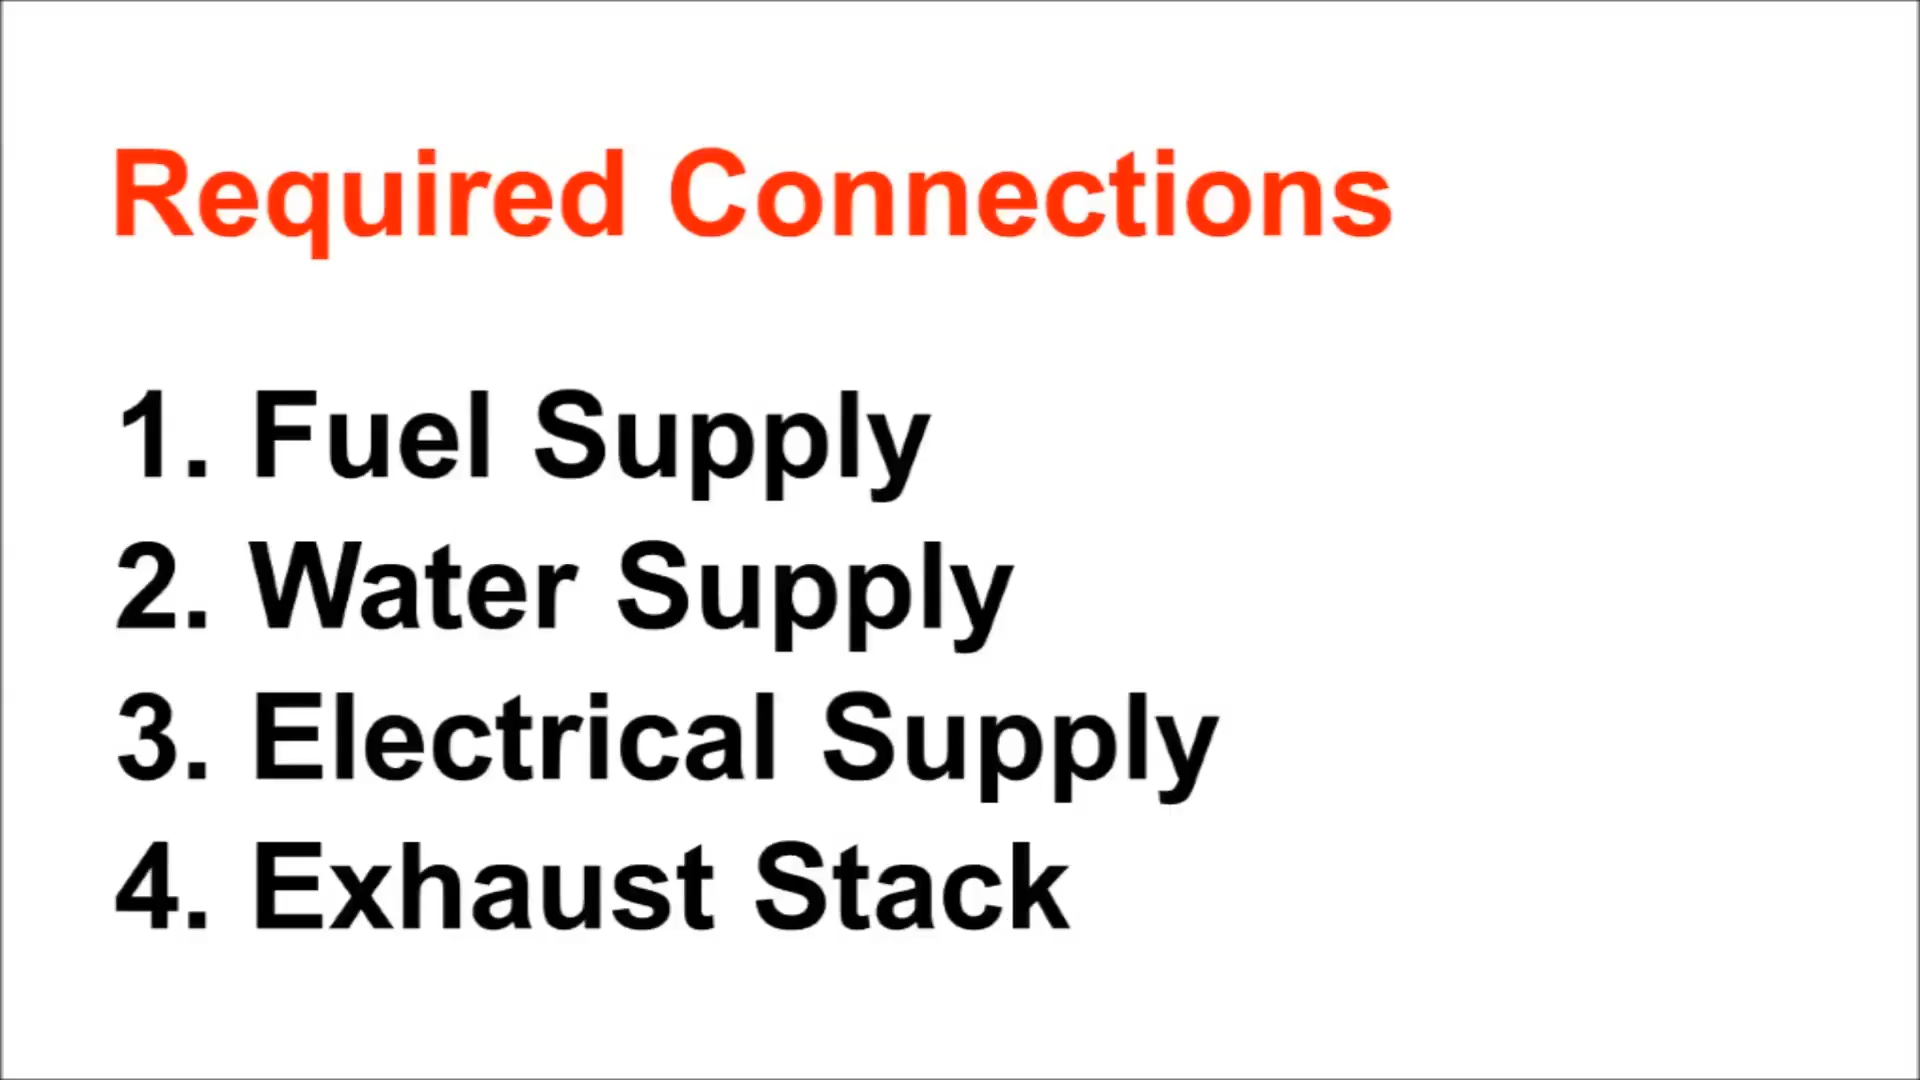 Required Connections
1. Fuel Supply
2. Water Supply
3. Electrical Supply
4. Exhaust Stack